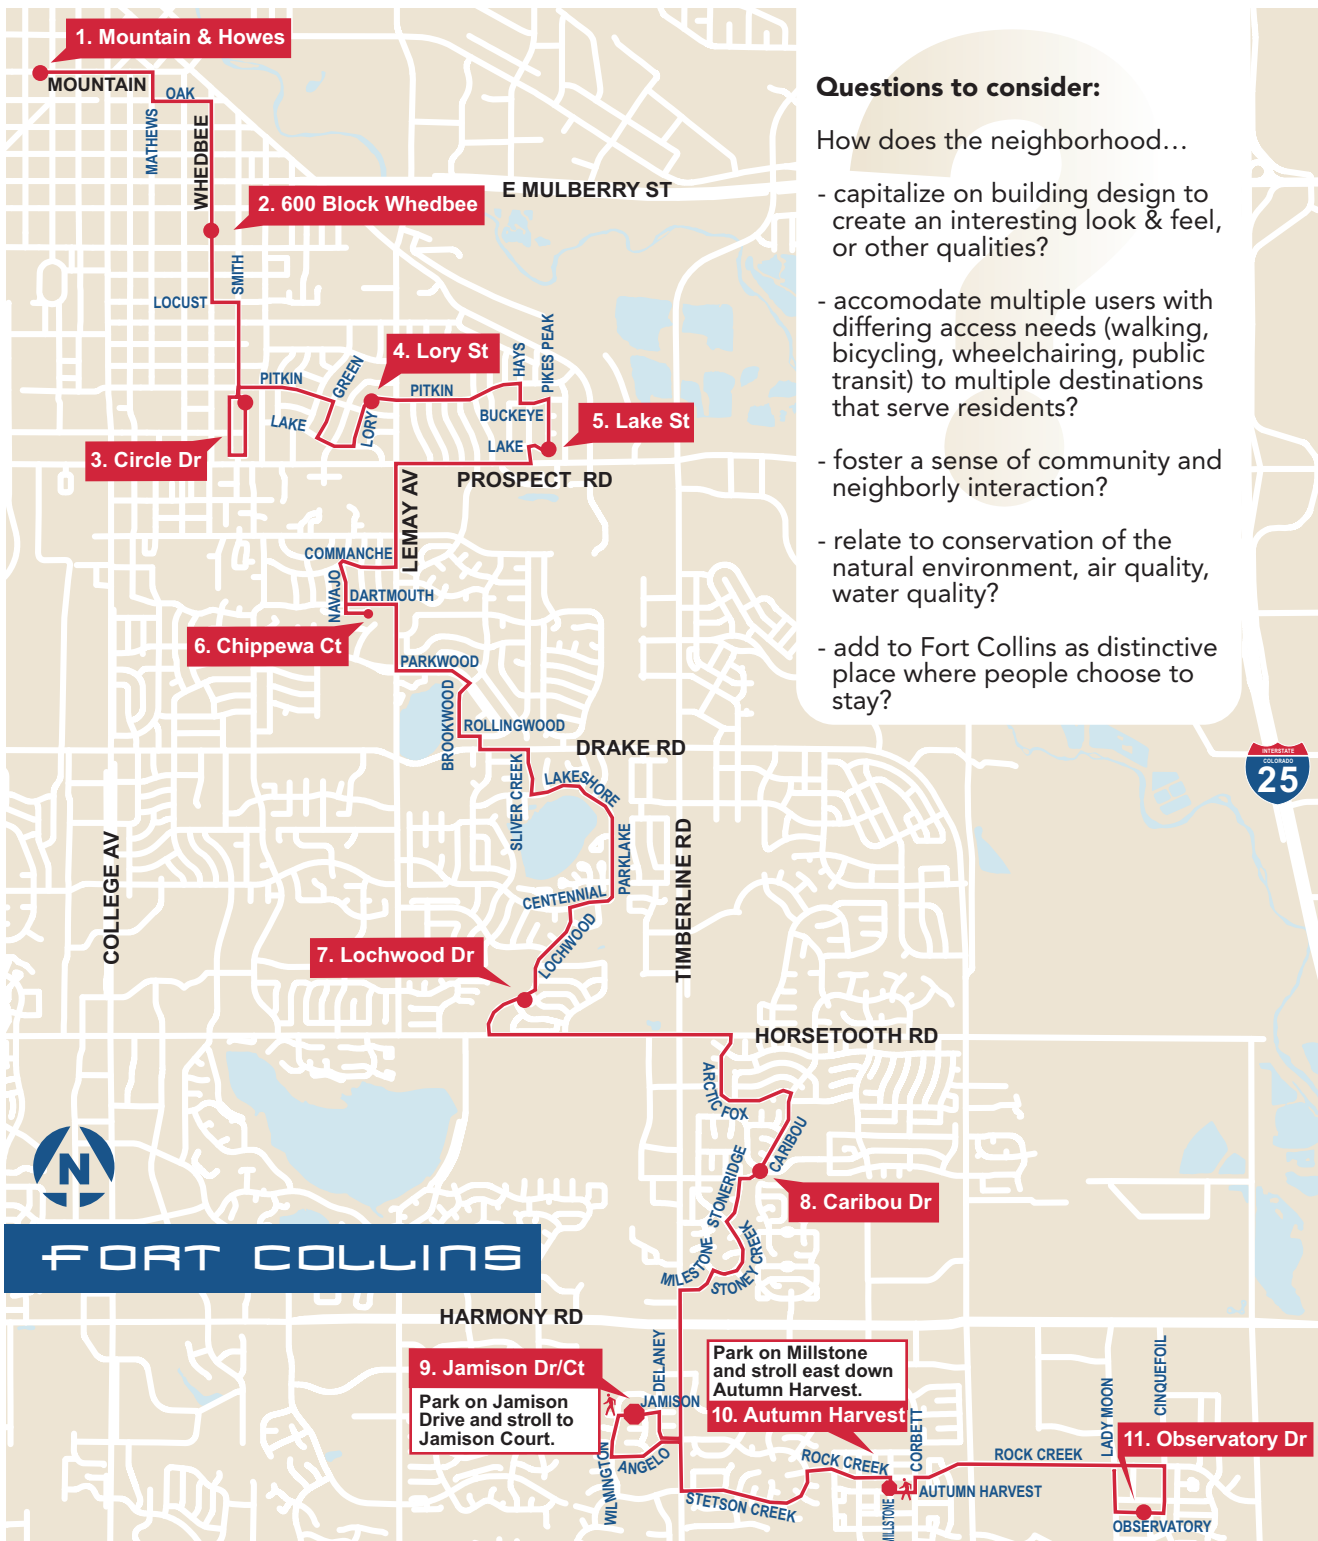 1. Mountain & Howes
MOUNTAIN
OAK
MATHEWS
WHEDBEE
E MULBERRY ST
2. 600 Block Whedbee
SMITH
LOCUST
4. Lory St
PITKIN
GREEN
LAKE
LORY
PITKIN
HAYS
PIKES PEAK
BUCKEYE
5. Lake St
LAKE
3. Circle Dr
PROSPECT RD
LEMAY AV
COMMANCHE
NAVAJO
DARTMOUTH
6. Chippewa Ct
PARKWOOD
BROOKWOOD
ROLLINGWOOD
DRAKE RD
SLIVER CREEK
LAKESHORE
PARKLAKE
COLLEGE AV
TIMBERLINE RD
CENTENNIAL
LOCHWOOD
7. Lochwood Dr
HORSETOOTH RD
ARCTIC FOX
CARIBOU
STONERIDGE
8. Caribou Dr
MILESTONE
STONEY CREEK
N
FORT COLLINS
HARMONY RD
9. Jamison Dr/Ct
Park on Jamison
Drive and stroll to
Jamison Court.
DELANEY
JAMISON
WILMINGTON
ANGELO
Park on Millstone
and stroll east down
Autumn Harvest.
10. Autumn Harvest
STETSON CREEK
ROCK CREEK
MILLSTONE
CORBETT
AUTUMN HARVEST
ROCK CREEK
LADY MOON
CINQUEFOIL
11. Observatory Dr
OBSERVATORY
INTERSTATE
COLORADO
25
?
Questions to consider:
How does the neighborhood…
- capitalize on building design to
create an interesting look & feel,
or other qualities?
- accomodate multiple users with
differing access needs (walking,
bicycling, wheelchairing, public
transit) to multiple destinations
that serve residents?
- foster a sense of community and
neighborly interaction?
- relate to conservation of the
natural environment, air quality,
water quality?
- add to Fort Collins as distinctive
place where people choose to
stay?